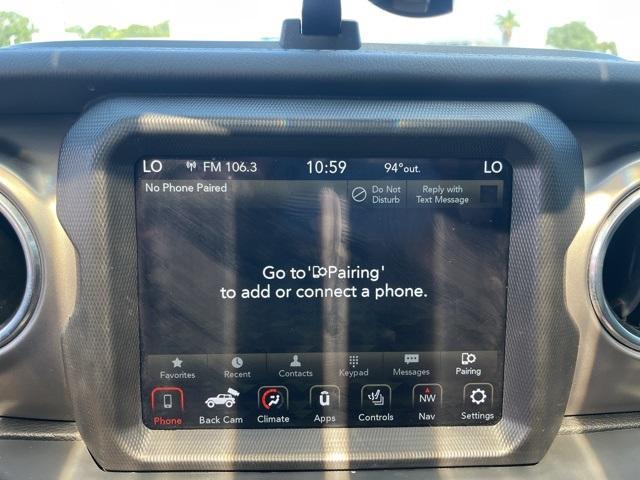 LO FM 106.3 10:59 94°out. LO
No Phone Paired
Do Not Disturb
Reply with Text Message
Go to 'Pairing'
to add or connect a phone.
Favorites Recent Contacts Keypad Messages Pairing
NW
Phone Back Cam Climate Apps Controls Nav Settings